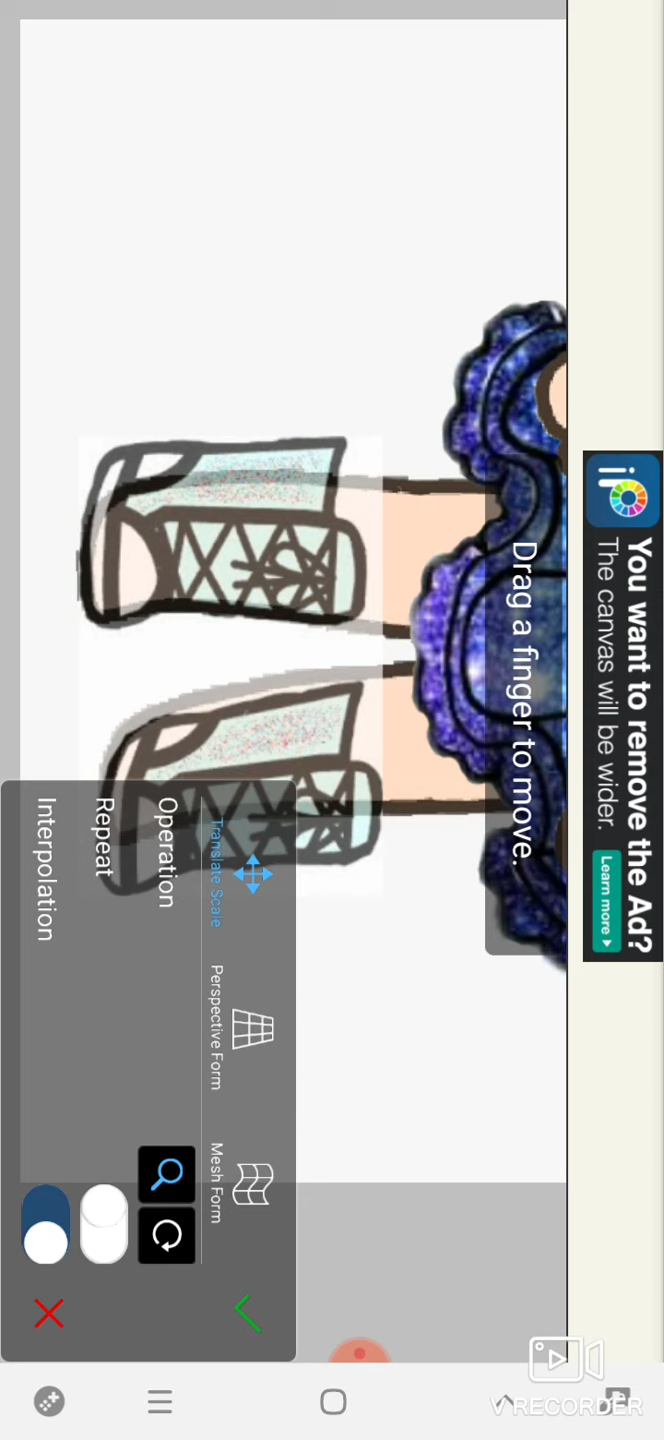 You want to remove the Ad?
The canvas will be wider.
Learn more
Drag a finger to move.
Translate Scale
Perspective Form
Mesh Form
Operation
Repeat
Interpolation
V RECORDER